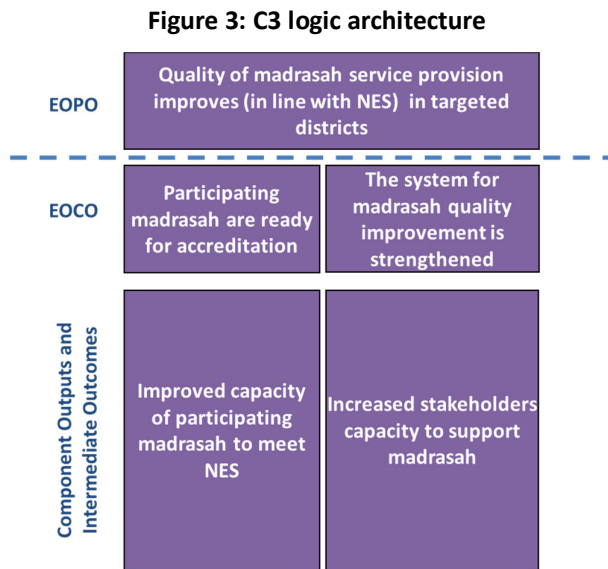 Figure 3: C3 logic architecture
EOPO
Quality of madrasah service provision
improves (in line with NES) in targeted
districts
EOCO
Participating
madrasah are ready
for accreditation
The system for
madrasah quality
improvement is
strengthened
Component Outputs and
Intermediate Outcomes
Improved capacity
of participating
madrasah to meet
NES
Increased stakeholders
capacity to support
madrasah